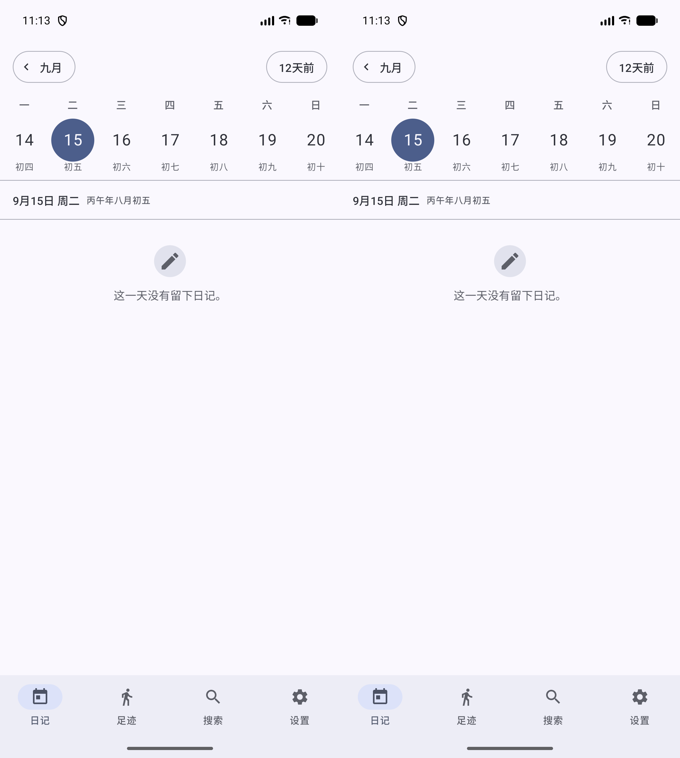 11:13
九月
12天前
一 二 三 四 五 六 日
14 15 16 17 18 19 20
初四 初五 初六 初七 初八 初九 初十
9月15日 周二 丙午年八月初五
这一天没有留下日记。
日记 足迹 搜索 设置
11:13
九月
12天前
一 二 三 四 五 六 日
14 15 16 17 18 19 20
初四 初五 初六 初七 初八 初九 初十
9月15日 周二 丙午年八月初五
这一天没有留下日记。
日记 足迹 搜索 设置